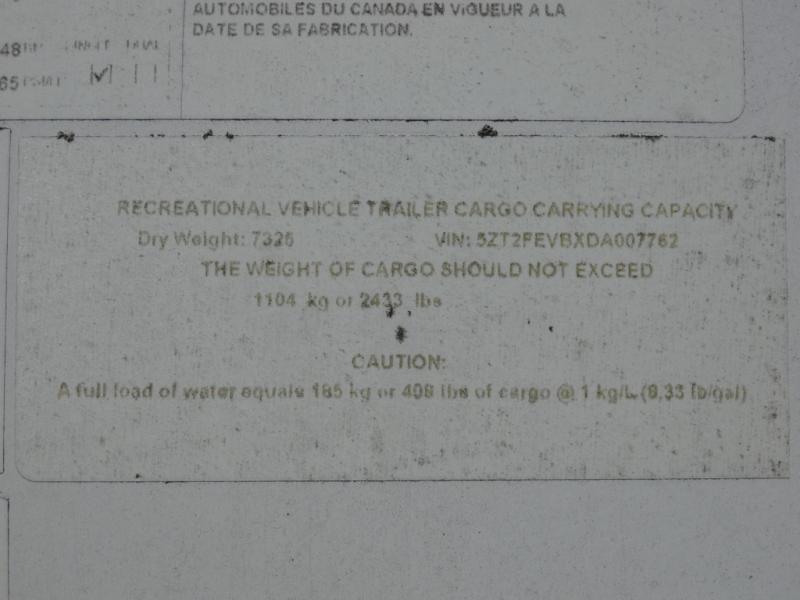 AUTOMOBILES DU CANADA EN VIGUEUR A LA
DATE DE SA FABRICATION.
48
65
RECREATIONAL VEHICLE TRAILER CARGO CARRYING CAPACITY
Dry Weight: 7325 VIN: 5ZT2FEVBXDA007762
THE WEIGHT OF CARGO SHOULD NOT EXCEED
1104 kg or 2433 lbs
CAUTION:
A full load of water equals 185 kg or 408 lbs of cargo @ 1 kg/L (8.33 lb/gal)